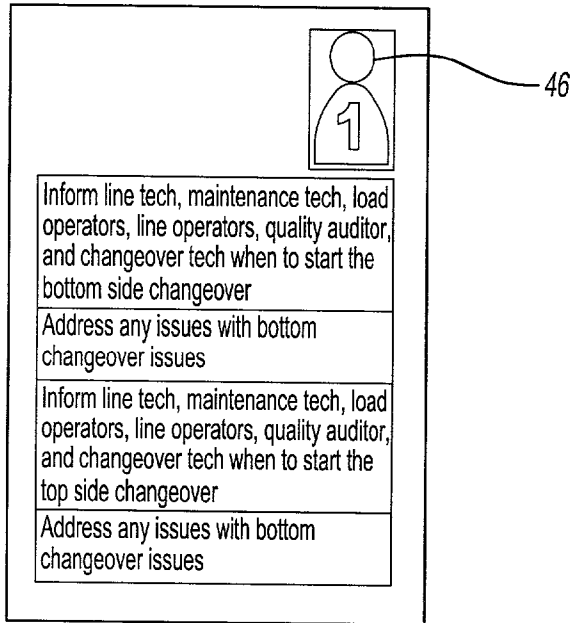 46
1
Inform line tech, maintenance tech, load
operators, line operators, quality auditor,
and changeover tech when to start the
bottom side changeover
Address any issues with bottom
changeover issues
Inform line tech, maintenance tech, load
operators, line operators, quality auditor,
and changeover tech when to start the
top side changeover
Address any issues with bottom
changeover issues